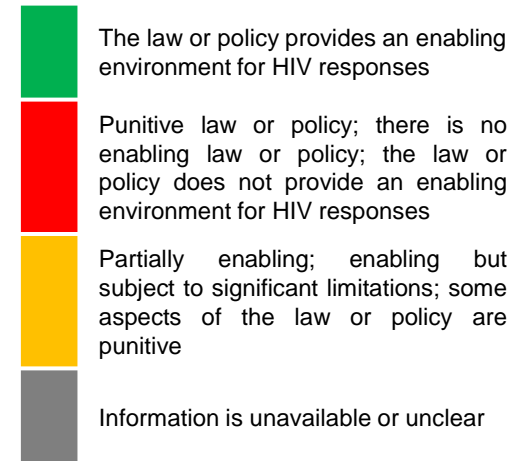 The law or policy provides an enabling
environment for HIV responses
Punitive law or policy; there is no
enabling law or policy; the law or
policy does not provide an enabling
environment for HIV responses
Partially enabling; enabling but
subject to significant limitations; some
aspects of the law or policy are
punitive
Information is unavailable or unclear